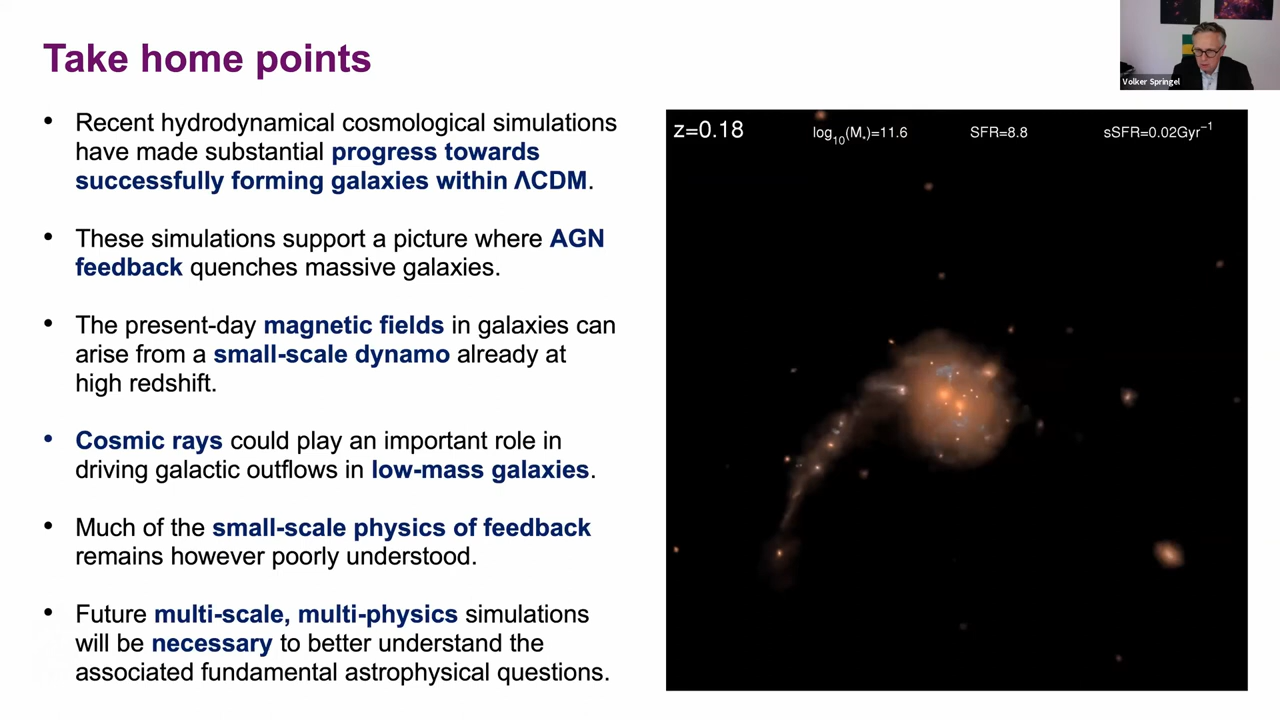 Take home points
• Recent hydrodynamical cosmological simulations
have made substantial progress towards
successfully forming galaxies within ΛCDM.
• These simulations support a picture where AGN
feedback quenches massive galaxies.
• The present-day magnetic fields in galaxies can
arise from a small-scale dynamo already at
high redshift.
• Cosmic rays could play an important role in
driving galactic outflows in low-mass galaxies.
• Much of the small-scale physics of feedback
remains however poorly understood.
• Future multi-scale, multi-physics simulations
will be necessary to better understand the
associated fundamental astrophysical questions.
z=0.18 log₁₀(M⋆)=11.6 SFR=8.8 sSFR=0.02Gyr⁻¹
Volker Springel